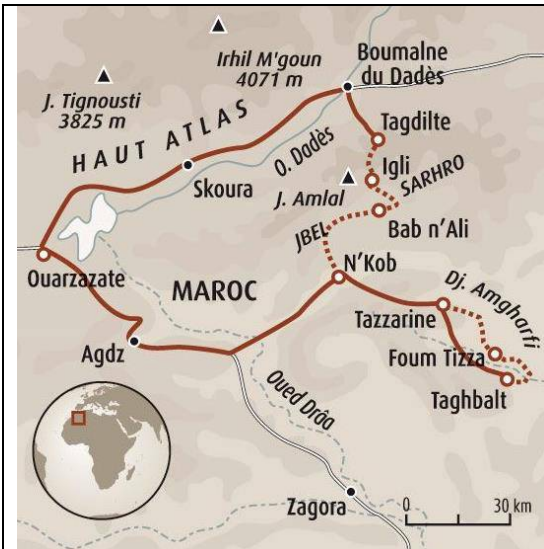 Irhil M'goun
4071 m
Boumalne
du Dadès
J. Tignousti
3825 m
HAUT ATLAS
Tagdilte
O. Dadès
Igli
SARHRO
Skoura
J. Amlal
Bab n'Ali
JBEL
N'Kob
Ouarzazate
MAROC
Dj. Amgharfi
Tazzarine
Agdz
Foum Tizza
Taghbalt
Oued Drâa
Zagora
0 30 km